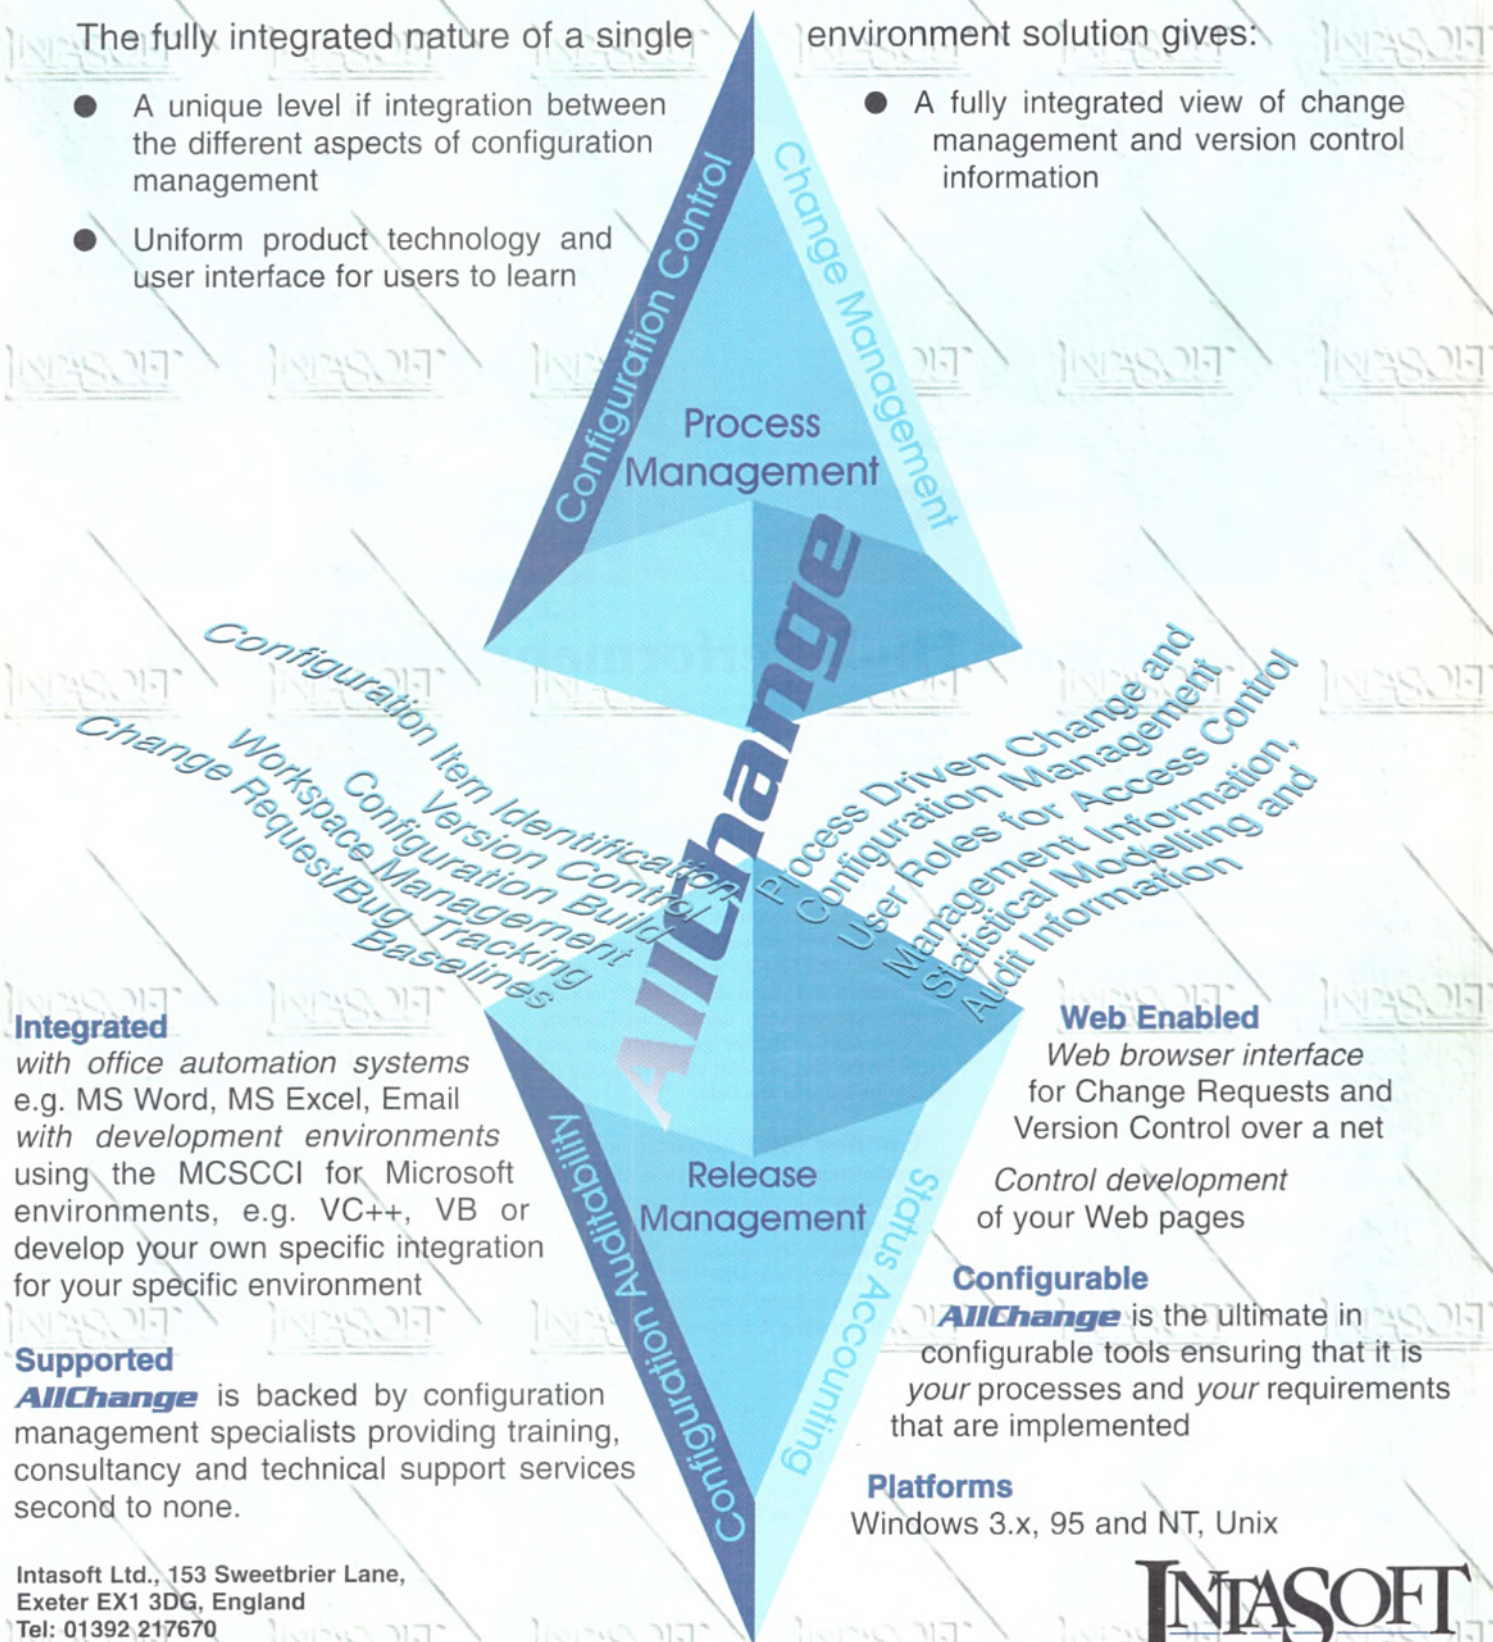 The fully integrated nature of a single environment solution gives:
● A unique level if integration between
the different aspects of configuration
management
● Uniform product technology and
user interface for users to learn
● A fully integrated view of change
management and version control
information
Configuration Control
Change Management
Process
Management
AllChange
Configuration Item Identification
Version Control
Configuration Build
Workspace Management
Change Request/Bug Tracking
Baselines
Process Driven Change and
Configuration Management
User Roles for Access Control
Management Information,
Statistical Modelling and
Audit Information
Integrated
with office automation systems
e.g. MS Word, MS Excel, Email
with development environments
using the MCSCCI for Microsoft
environments, e.g. VC++, VB or
develop your own specific integration
for your specific environment
Supported
AllChange is backed by configuration
management specialists providing training,
consultancy and technical support services
second to none.
Intasoft Ltd., 153 Sweetbrier Lane,
Exeter EX1 3DG, England
Tel: 01392 217670
Configuration Auditability
Release
Management
Status Accounting
Web Enabled
Web browser interface
for Change Requests and
Version Control over a net
Control development
of your Web pages
Configurable
AllChange is the ultimate in
configurable tools ensuring that it is
your processes and your requirements
that are implemented
Platforms
Windows 3.x, 95 and NT, Unix
INTASOFT